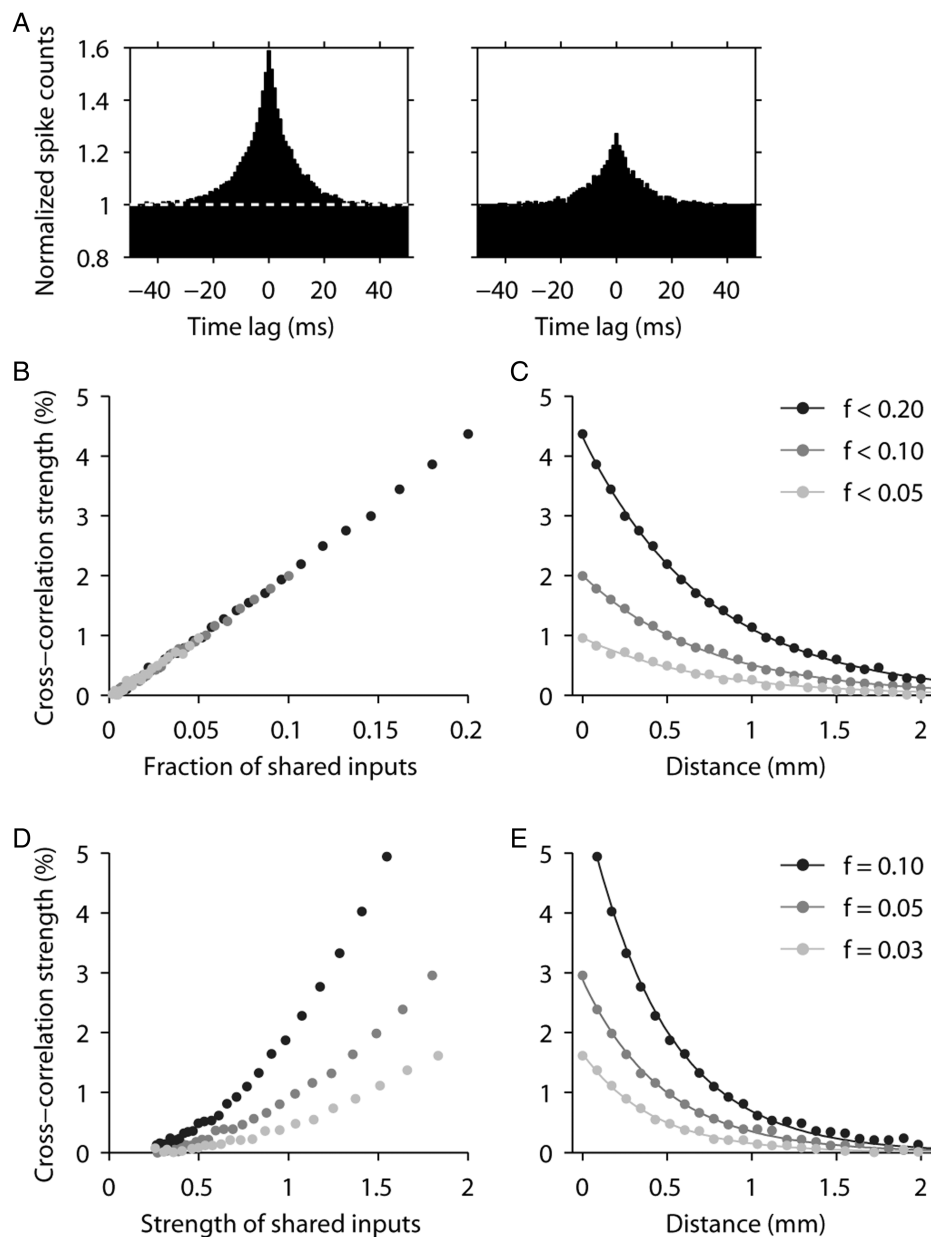 A
Normalized spike counts
1.6
1.4
1.2
1
0.8
−40 −20 0 20 40
Time lag (ms)
−40 −20 0 20 40
Time lag (ms)
B
Cross−correlation strength (%)
5
4
3
2
1
0
0 0.05 0.1 0.15 0.2
Fraction of shared inputs
C
5
4
3
2
1
0
f < 0.20
f < 0.10
f < 0.05
0 0.5 1 1.5 2
Distance (mm)
D
Cross−correlation strength (%)
5
4
3
2
1
0
0 0.5 1 1.5 2
Strength of shared inputs
E
5
4
3
2
1
0
f = 0.10
f = 0.05
f = 0.03
0 0.5 1 1.5 2
Distance (mm)